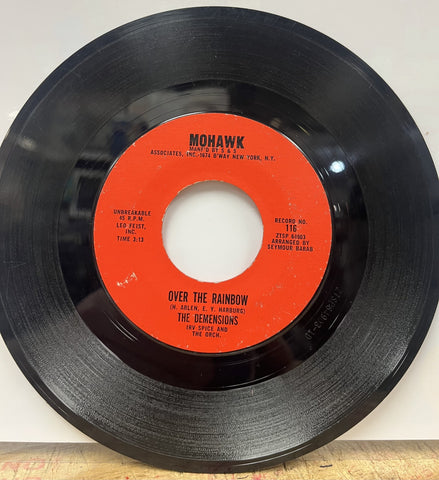 MOHAWK
MANF'D BY S & S
ASSOCIATES, INC.-1674 B'WAY NEW YORK, N.Y.
UNBREAKABLE
45 R.P.M.
LEO FEIST,
INC.
TIME 3:13
RECORD NO.
116
ZTSP 61603
ARRANGED BY
SEYMOUR BARAB
OVER THE RAINBOW
(H. ARLEN, E. Y. HARBURG)
THE DEMENSIONS
IRV SPICE AND
THE ORCH.